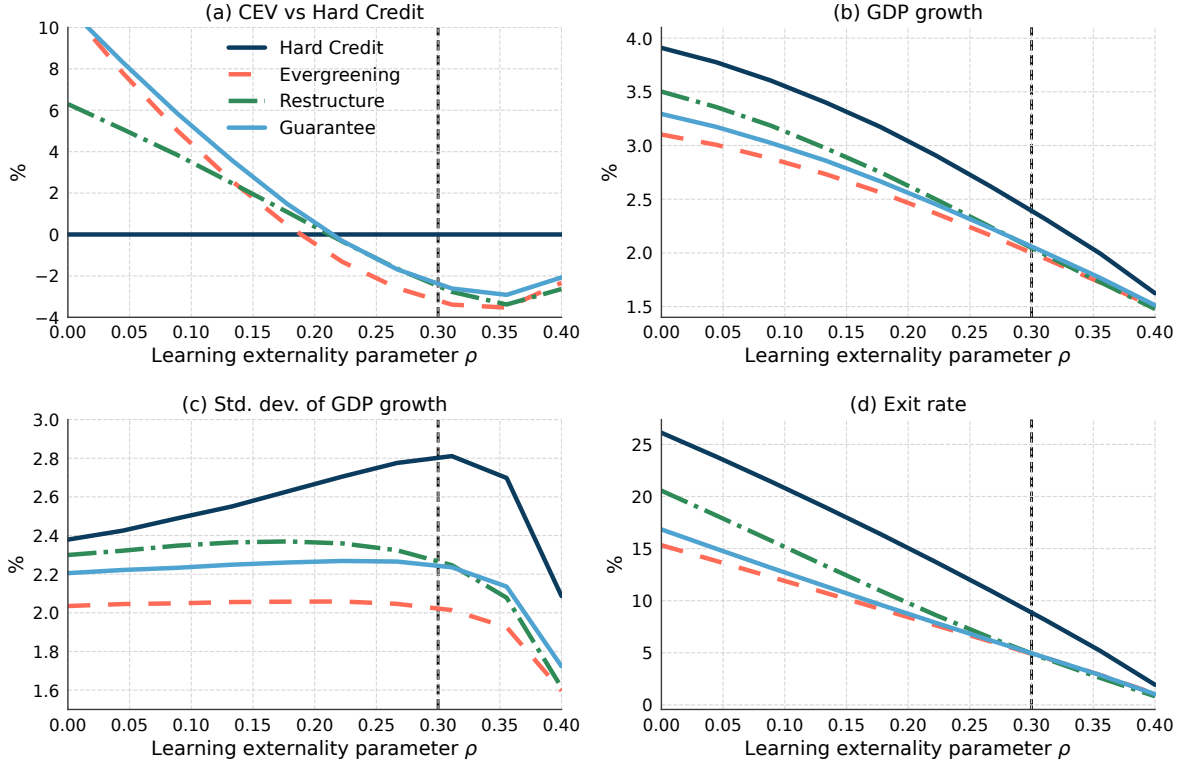 (a) CEV vs Hard Credit
10
8
6
4
2
0
−2
−4
%
Hard Credit
Evergreening
Restructure
Guarantee
0.00 0.05 0.10 0.15 0.20 0.25 0.30 0.35 0.40
Learning externality parameter ρ
(b) GDP growth
4.0
3.5
3.0
2.5
2.0
1.5
%
0.00 0.05 0.10 0.15 0.20 0.25 0.30 0.35 0.40
Learning externality parameter ρ
(c) Std. dev. of GDP growth
3.0
2.8
2.6
2.4
2.2
2.0
1.8
1.6
%
0.00 0.05 0.10 0.15 0.20 0.25 0.30 0.35 0.40
Learning externality parameter ρ
(d) Exit rate
25
20
15
10
5
0
%
0.00 0.05 0.10 0.15 0.20 0.25 0.30 0.35 0.40
Learning externality parameter ρ